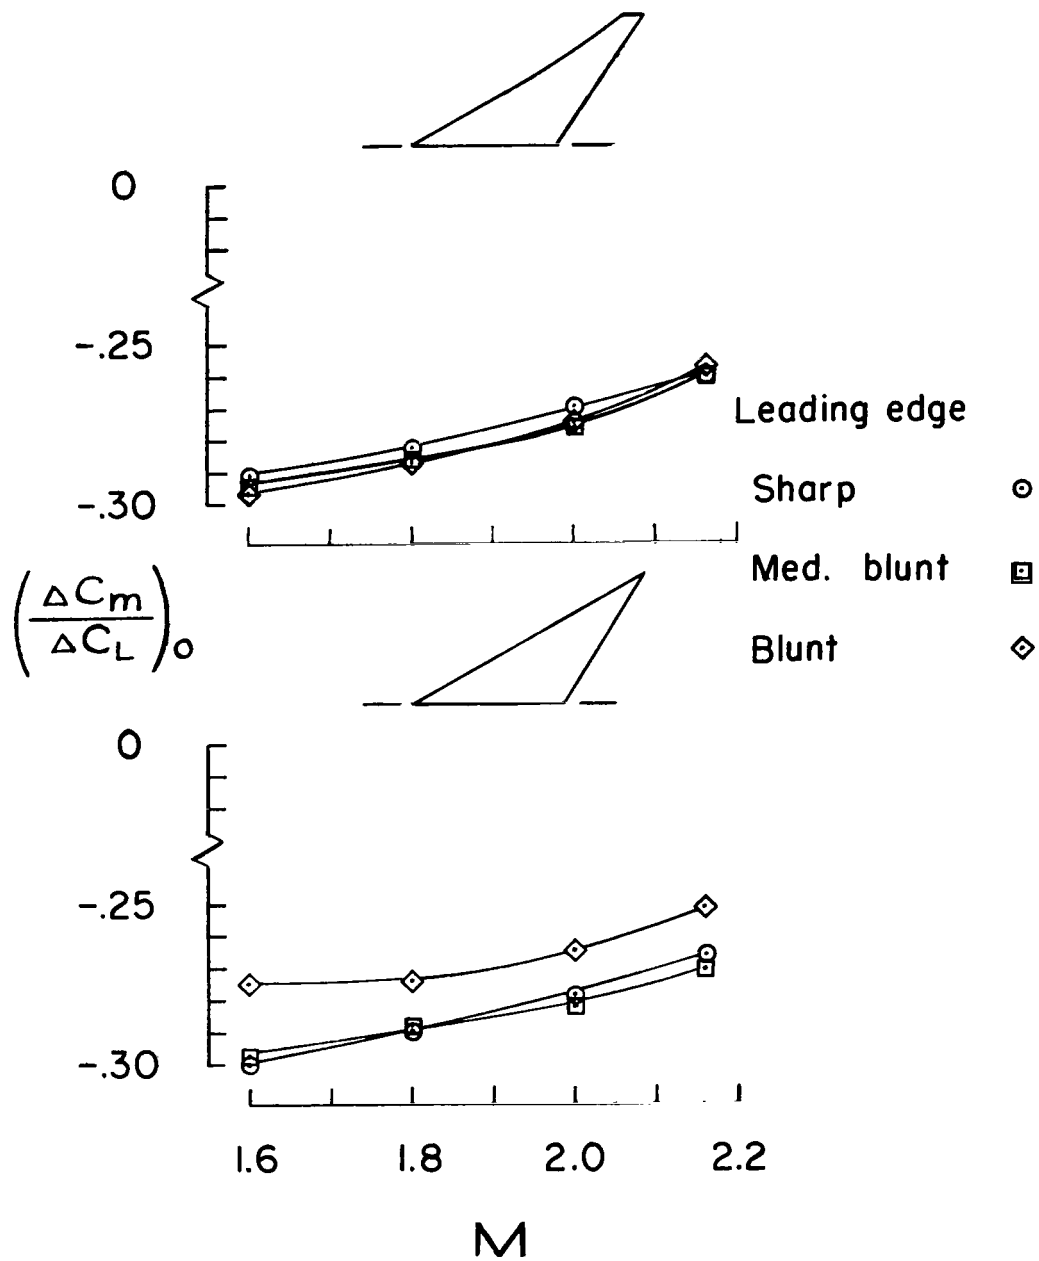 0
-.25
-.30
Leading edge
Sharp
Med. blunt
Blunt
(ΔCm/ΔCL)o
0
-.25
-.30
1.6 1.8 2.0 2.2
M